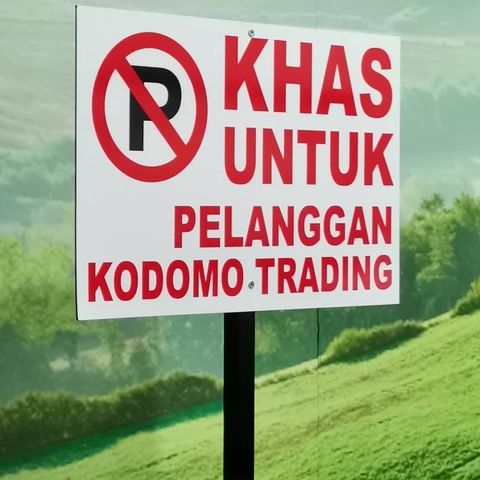 P
KHAS
UNTUK
PELANGGAN
KODOMO TRADING